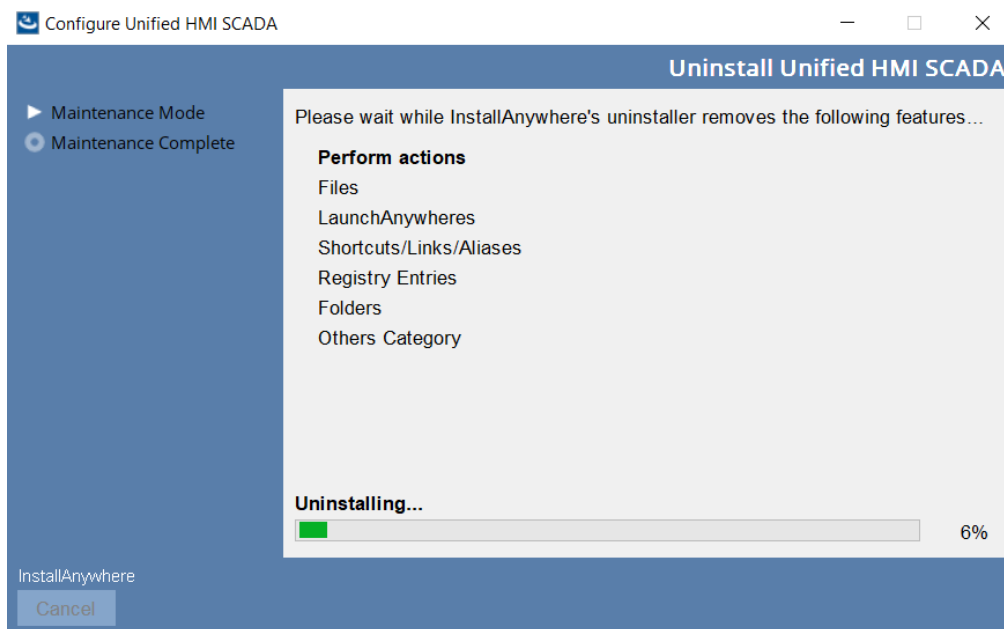 Configure Unified HMI SCADA
Uninstall Unified HMI SCADA
Maintenance Mode
Maintenance Complete
Please wait while InstallAnywhere's uninstaller removes the following features...
Perform actions
Files
LaunchAnywheres
Shortcuts/Links/Aliases
Registry Entries
Folders
Others Category
Uninstalling...
6%
InstallAnywhere
Cancel